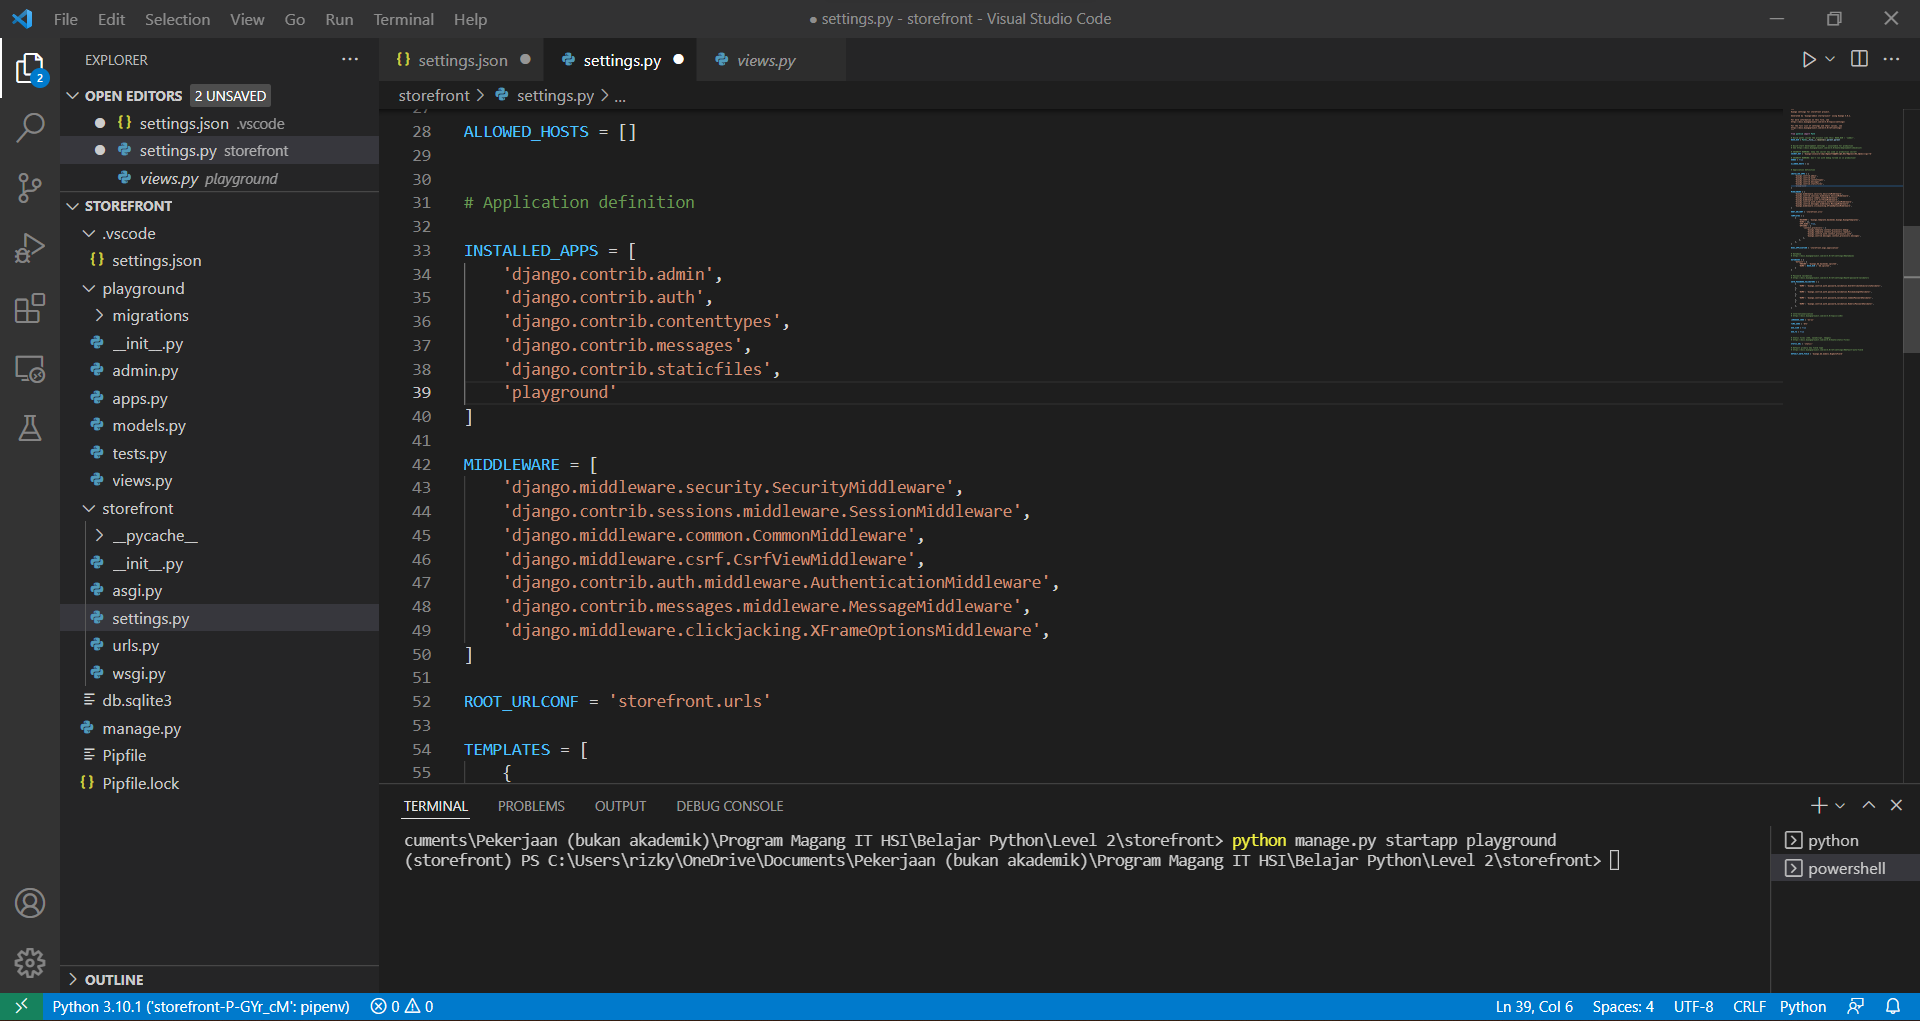 File Edit Selection View Go Run Terminal Help
● settings.py - storefront - Visual Studio Code
EXPLORER
OPEN EDITORS 2 UNSAVED
settings.json .vscode
settings.py storefront
views.py playground
STOREFRONT
.vscode
settings.json
playground
migrations
__init__.py
admin.py
apps.py
models.py
tests.py
views.py
storefront
__pycache__
__init__.py
asgi.py
settings.py
urls.py
wsgi.py
db.sqlite3
manage.py
Pipfile
Pipfile.lock
OUTLINE
2
settings.json settings.py views.py
storefront > settings.py > ...
27
28 ALLOWED_HOSTS = []
29
30
31 # Application definition
32
33 INSTALLED_APPS = [
34 'django.contrib.admin',
35 'django.contrib.auth',
36 'django.contrib.contenttypes',
37 'django.contrib.messages',
38 'django.contrib.staticfiles',
39 'playground'
40 ]
41
42 MIDDLEWARE = [
43 'django.middleware.security.SecurityMiddleware',
44 'django.contrib.sessions.middleware.SessionMiddleware',
45 'django.middleware.common.CommonMiddleware',
46 'django.middleware.csrf.CsrfViewMiddleware',
47 'django.contrib.auth.middleware.AuthenticationMiddleware',
48 'django.contrib.messages.middleware.MessageMiddleware',
49 'django.middleware.clickjacking.XFrameOptionsMiddleware',
50 ]
51
52 ROOT_URLCONF = 'storefront.urls'
53
54 TEMPLATES = [
55 {
TERMINAL PROBLEMS OUTPUT DEBUG CONSOLE
cuments\Pekerjaan (bukan akademik)\Program Magang IT HSI\Belajar Python\Level 2\storefront> python manage.py startapp playground
(storefront) PS C:\Users\rizky\OneDrive\Documents\Pekerjaan (bukan akademik)\Program Magang IT HSI\Belajar Python\Level 2\storefront>
python
powershell
Python 3.10.1 ('storefront-P-GYr_cM': pipenv) 0 0
Ln 39, Col 6 Spaces: 4 UTF-8 CRLF Python